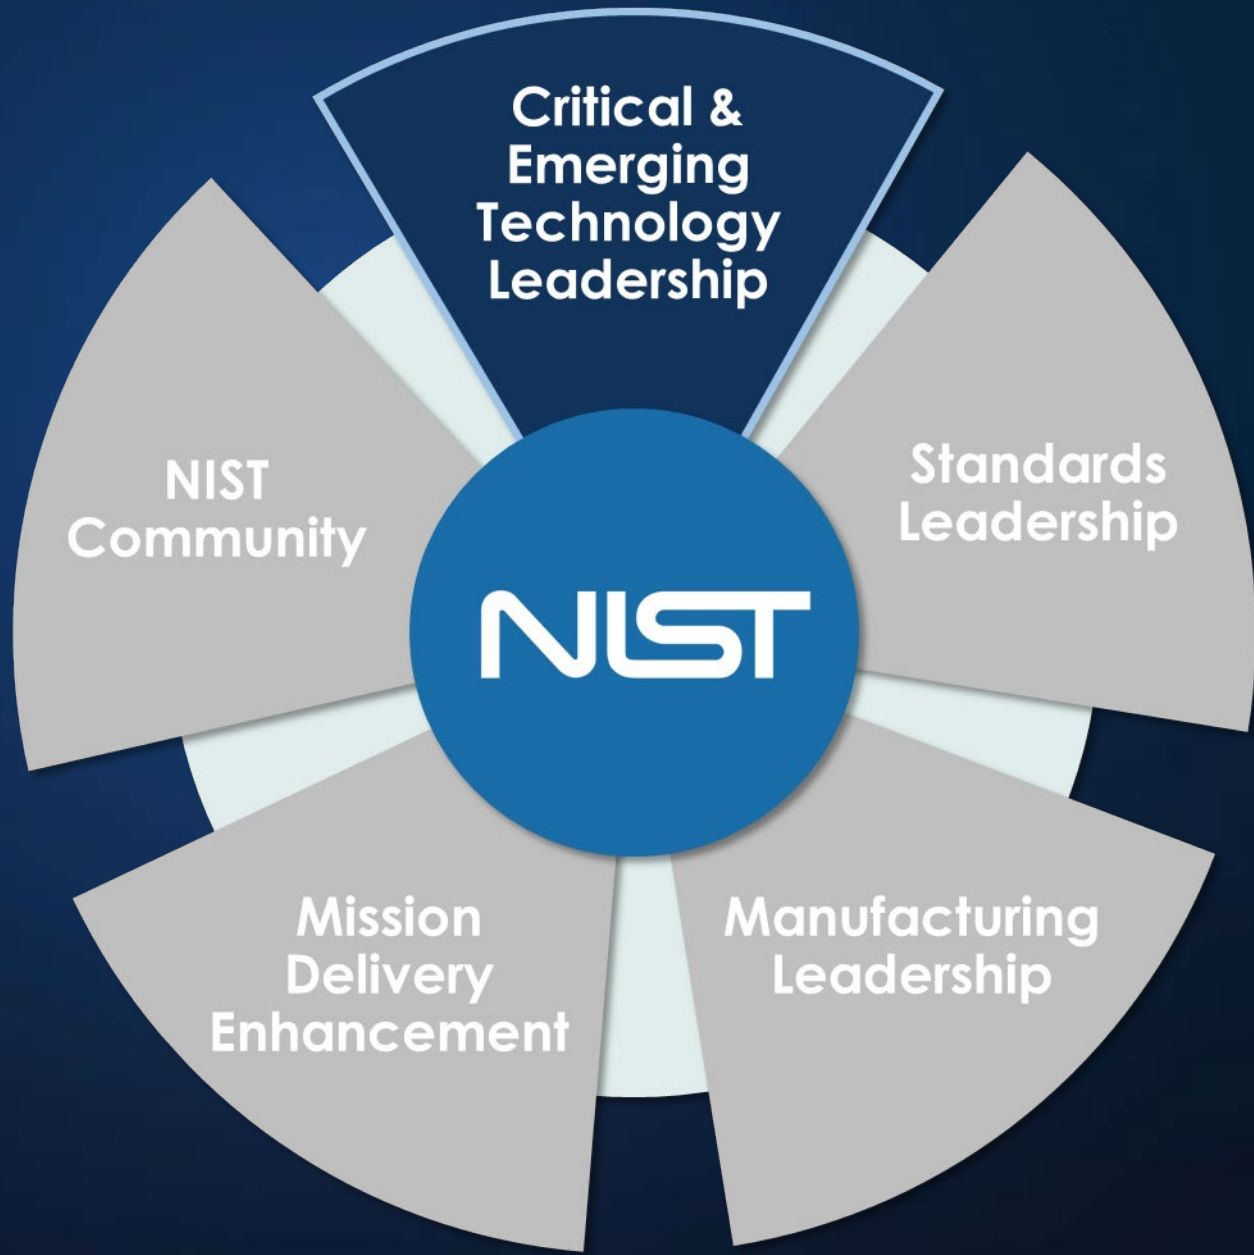 Critical &
Emerging
Technology
Leadership
Standards
Leadership
Manufacturing
Leadership
Mission
Delivery
Enhancement
NIST
Community
NIST